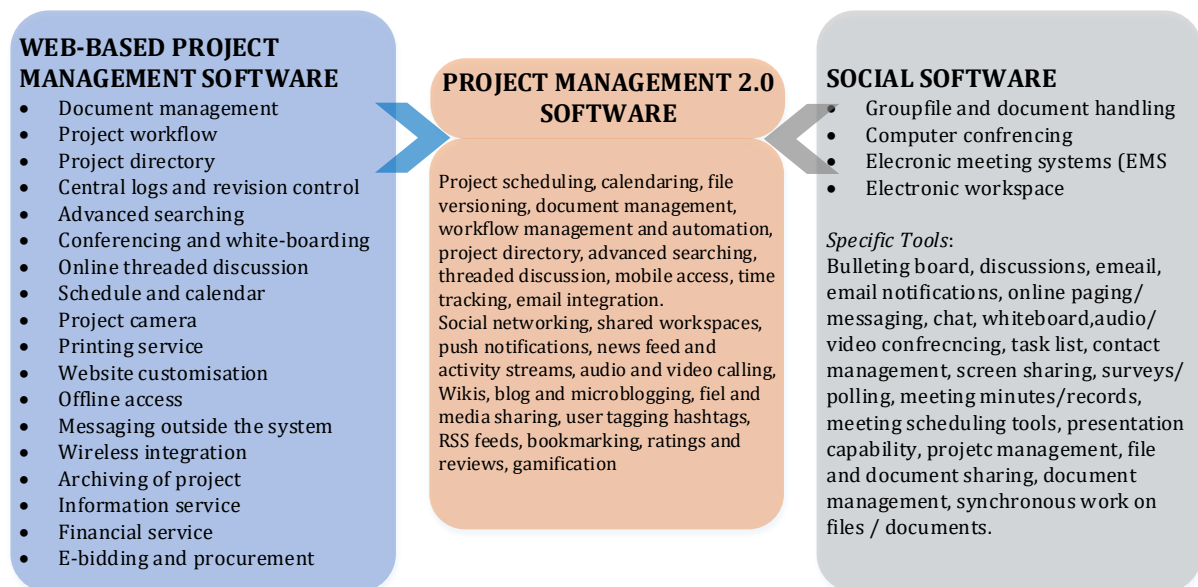 WEB-BASED PROJECT
MANAGEMENT SOFTWARE
• Document management
• Project workflow
• Project directory
• Central logs and revision control
• Advanced searching
• Conferencing and white-boarding
• Online threaded discussion
• Schedule and calendar
• Project camera
• Printing service
• Website customisation
• Offline access
• Messaging outside the system
• Wireless integration
• Archiving of project
• Information service
• Financial service
• E-bidding and procurement
PROJECT MANAGEMENT 2.0
SOFTWARE
Project scheduling, calendaring, file
versioning, document management,
workflow management and automation,
project directory, advanced searching,
threaded discussion, mobile access, time
tracking, email integration.
Social networking, shared workspaces,
push notifications, news feed and
activity streams, audio and video calling,
Wikis, blog and microblogging, fiel and
media sharing, user tagging hashtags,
RSS feeds, bookmarking, ratings and
reviews, gamification
SOCIAL SOFTWARE
• Groupfile and document handling
• Computer confrencing
• Elecronic meeting systems (EMS
• Electronic workspace
Specific Tools:
Bulleting board, discussions, emeail,
email notifications, online paging/
messaging, chat, whiteboard,audio/
video confrecncing, task list, contact
management, screen sharing, surveys/
polling, meeting minutes/records,
meeting scheduling tools, presentation
capability, projetc management, file
and document sharing, document
management, synchronous work on
files / documents.